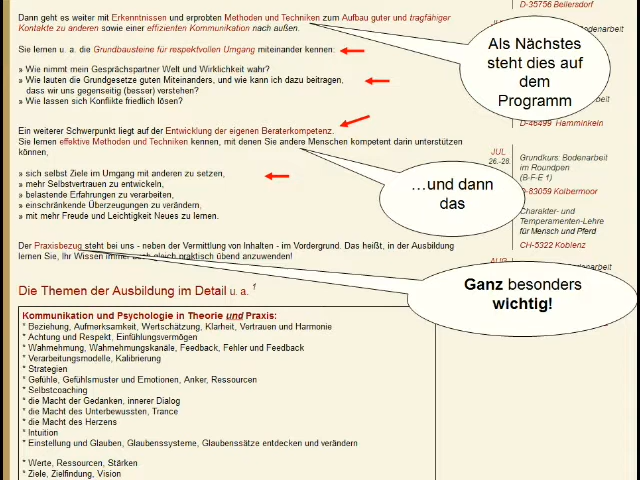 Dann geht es weiter mit Erkenntnissen und erprobten Methoden und Techniken zum Aufbau guter und tragfähiger
Kontakte zu anderen sowie einer effizienten Kommunikation nach außen.
Sie lernen u. a. die Grundbausteine für respektvollen Umgang miteinander kennen:
» Wie nimmt mein Gesprächspartner Welt und Wirklichkeit wahr?
» Wie lauten die Grundgesetze guten Miteinanders, und wie kann ich dazu beitragen,
dass wir uns gegenseitig (besser) verstehen?
» Wie lassen sich Konflikte friedlich lösen?
Ein weiterer Schwerpunkt liegt auf der Entwicklung der eigenen Beraterkompetenz.
Sie lernen effektive Methoden und Techniken kennen, mit denen Sie andere Menschen kompetent darin unterstützen
können,
» sich selbst Ziele im Umgang mit anderen zu setzen,
» mehr Selbstvertrauen zu entwickeln,
» belastende Erfahrungen zu verarbeiten,
» einschränkende Überzeugungen zu verändern,
» mit mehr Freude und Leichtigkeit Neues zu lernen.
Der Praxisbezug steht bei uns - neben der Vermittlung von Inhalten - im Vordergrund. Das heißt, in der Ausbildung
lernen Sie, Ihr Wissen immer auch gleich praktisch übend anzuwenden!
Die Themen der Ausbildung im Detail u. a. 1
Kommunikation und Psychologie in Theorie und Praxis:
* Beziehung, Aufmerksamkeit, Wertschätzung, Klarheit, Vertrauen und Harmonie
* Achtung und Respekt, Einfühlungsvermögen
* Wahrnehmung, Wahrnehmungskanäle, Feedback, Fehler und Feedback
* Verarbeitungsmodelle, Kalibrierung
* Strategien
* Gefühle, Gefühlsmuster und Emotionen, Anker, Ressourcen
* Selbstcoaching
* die Macht der Gedanken, innerer Dialog
* die Macht des Unterbewussten, Trance
* die Macht des Herzens
* Intuition
* Einstellung und Glauben, Glaubenssysteme, Glaubenssätze entdecken und verändern
* Werte, Ressourcen, Stärken
* Ziele, Zielfindung, Vision
Als Nächstes
steht dies auf
dem
Programm
…und dann
das
Ganz besonders
wichtig!
D-35756 Beilersdorf
D-46499 Hamminkeln
JUL
26.-28.
Grundkurs: Bodenarbeit
im Roundpen
(B-F-E 1)
D-83059 Kolbermoor
Charakter- und
Temperamenten-Lehre
für Mensch und Pferd
CH-5322 Koblenz
AUG